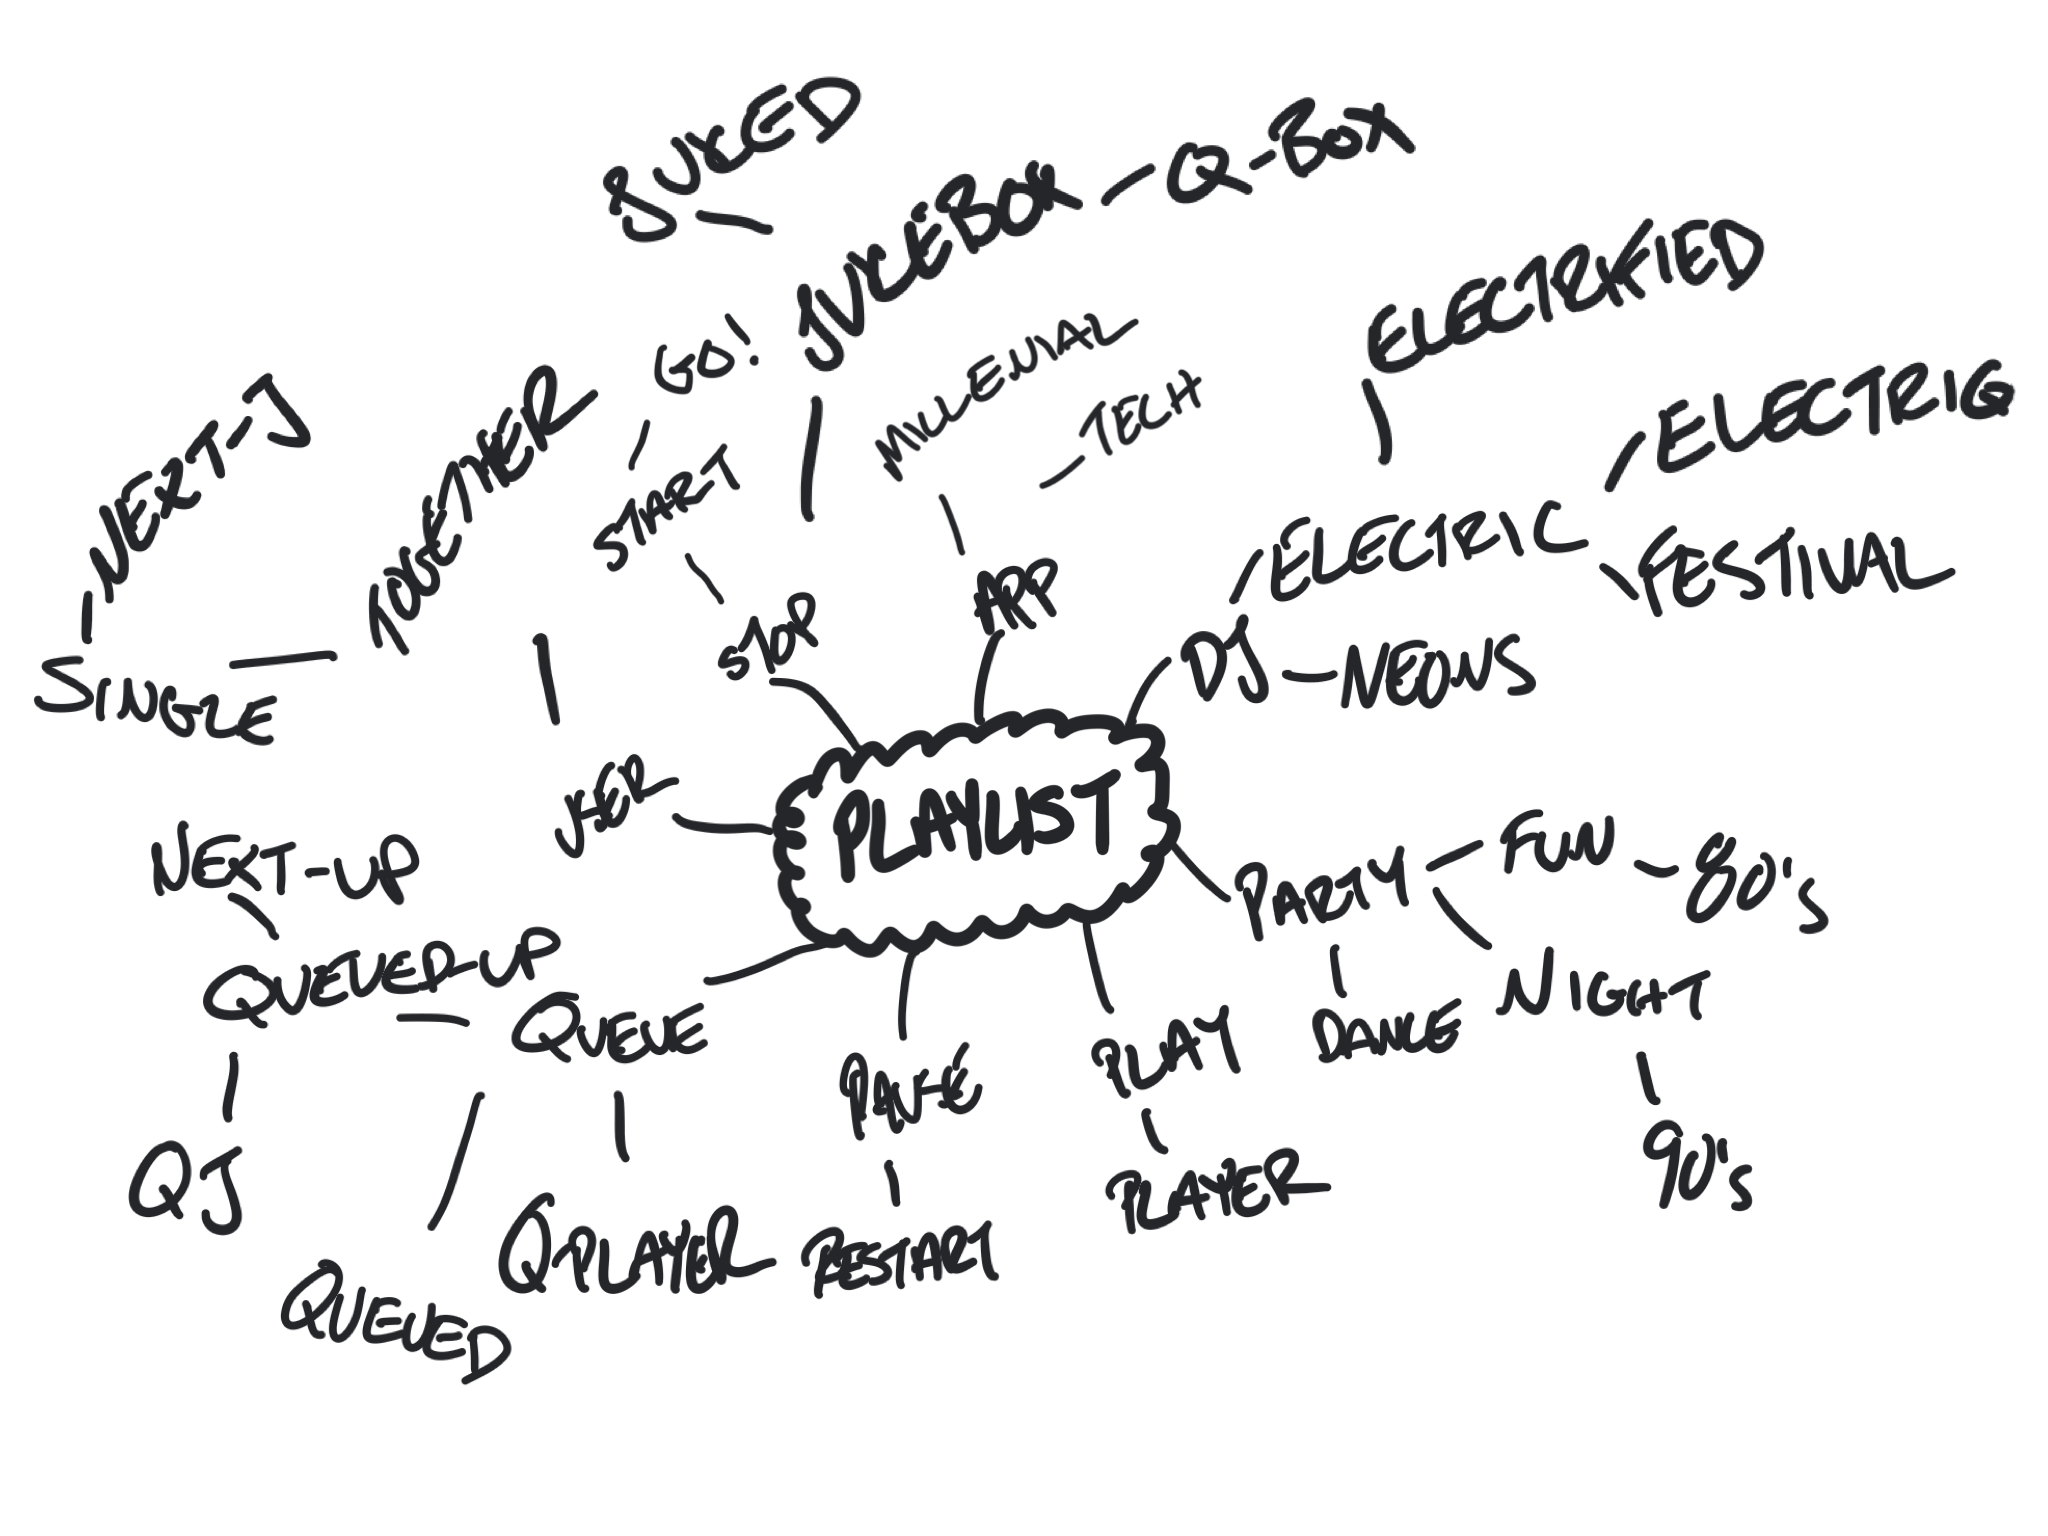 JUKED
JUKEBOX
Q-BOX
ELECTRIFIED
NEXT-J
TOGETHER
GO!
MILLENIAL
TECH
ELECTRIQ
START
ELECTRIC
FESTIVAL
SINGLE
STOP
APP
DJ
NEONS
USER
PLAYLIST
NEXT-UP
PARTY
FUN
80's
QUEUED-UP
QUEUE
PAUSE
PLAY
DANCE
NIGHT
QJ
QPLAYER
RESTART
PLAYER
90's
QUEUED